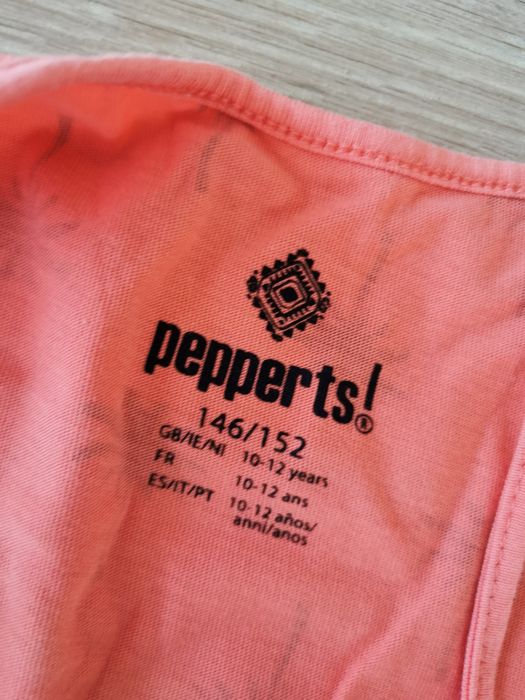 pepperts!®
146/152
GB/IE/NI 10-12 years
FR 10-12 ans
ES/IT/PT 10-12 años/
anni/anos